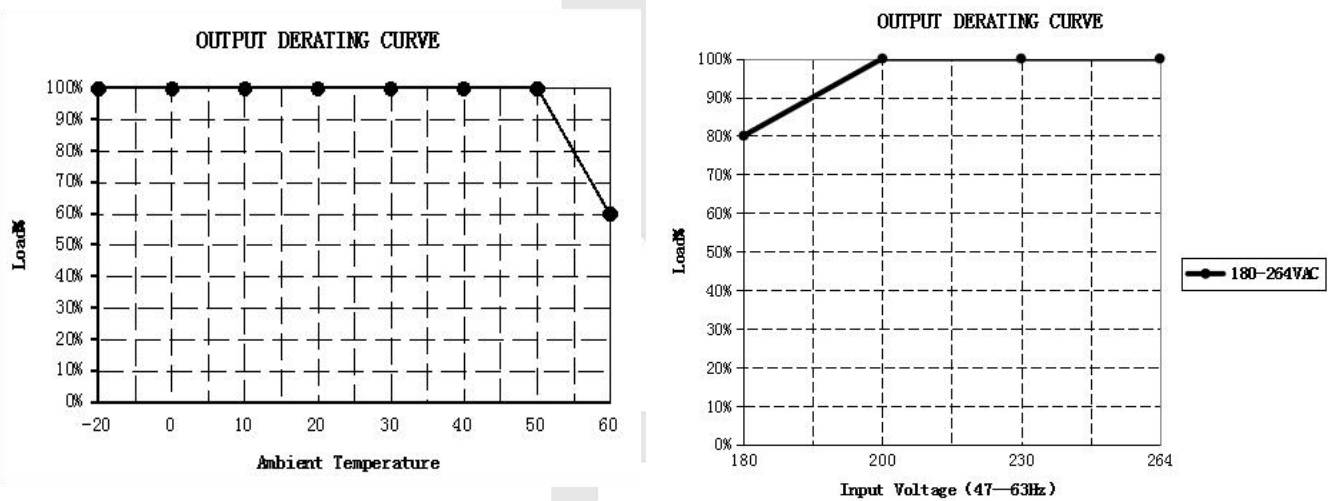 OUTPUT DERATING CURVE
100%
90%
80%
70%
60%
50%
40%
30%
20%
10%
0%
Load%
-20 0 10 20 30 40 50 60
Ambient Temperature
OUTPUT DERATING CURVE
100%
90%
80%
70%
60%
50%
40%
30%
20%
10%
0%
Load%
180 200 230 264
Input Voltage (47—63Hz)
180-264VAC